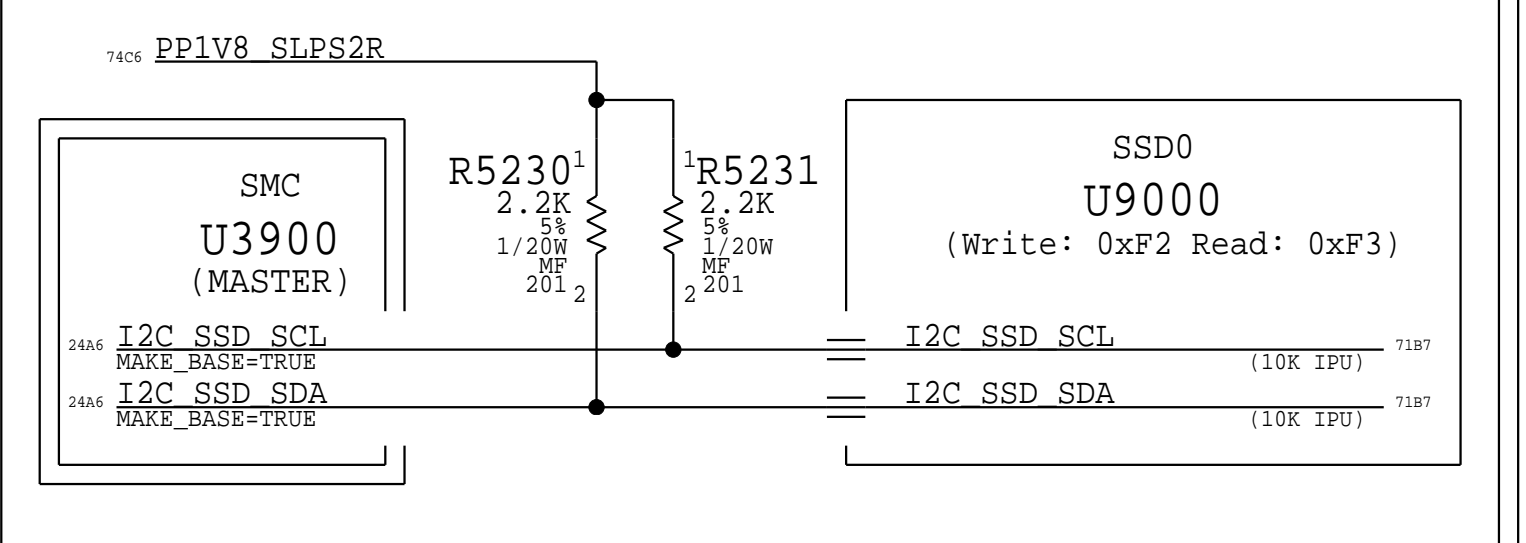 74C6 PP1V8_SLPS2R
SMC
U3900
(MASTER)
R5230
1
2.2K
5%
1/20W
MF
201
2
1
R5231
2.2K
5%
1/20W
MF
201
2
SSD0
U9000
(Write: 0xF2 Read: 0xF3)
24A6 I2C_SSD_SCL
MAKE_BASE=TRUE
I2C_SSD_SCL 71B7
(10K IPU)
24A6 I2C_SSD_SDA
MAKE_BASE=TRUE
I2C_SSD_SDA 71B7
(10K IPU)